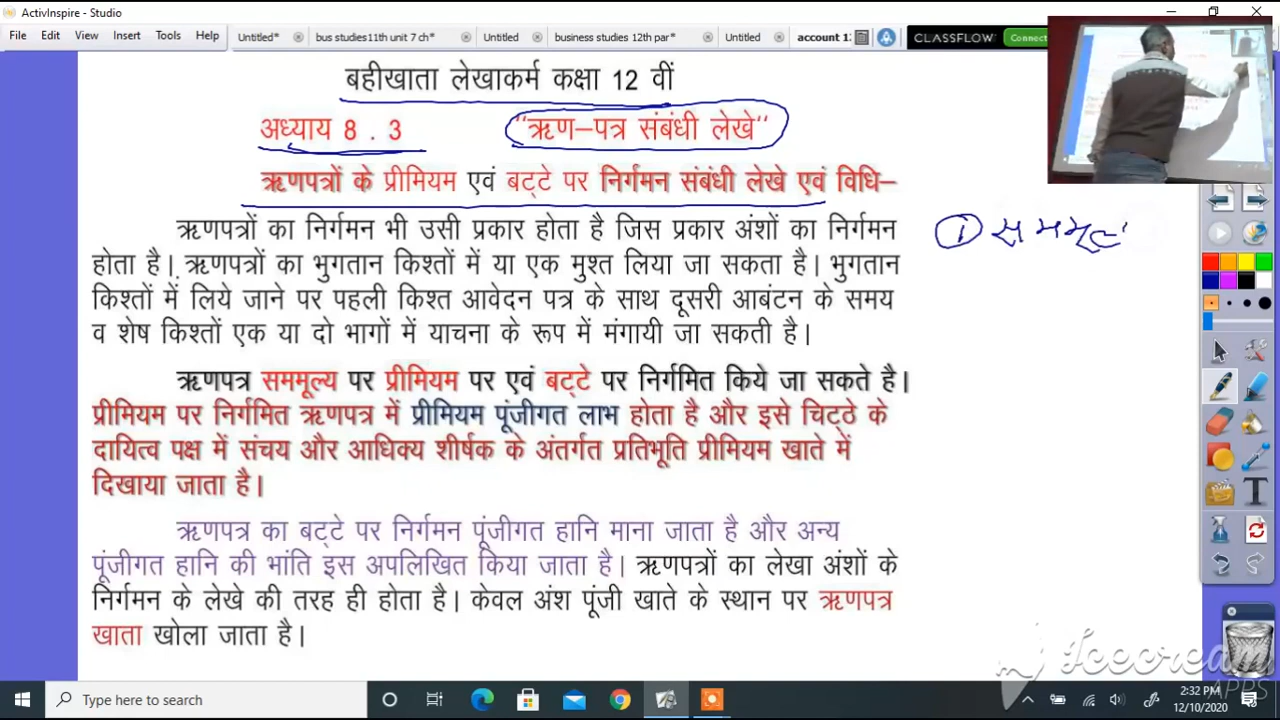 ActivInspire - Studio
File Edit View Insert Tools Help
Untitled* bus studies11th unit 7 ch* Untitled business studies 12th par* Untitled account 1 CLASSFLOW Connect
बहीखाता लेखाकर्म कक्षा 12 वीं
अध्याय 8 . 3 "ऋण–पत्र संबंधी लेखे"
ऋणपत्रों के प्रीमियम एवं बट्टे पर निर्गमन संबंधी लेखे एवं विधि–
ऋणपत्रों का निर्गमन भी उसी प्रकार होता है जिस प्रकार अंशों का निर्गमन
होता है। ऋणपत्रों का भुगतान किश्तों में या एक मुश्त लिया जा सकता है। भुगतान
किश्तों में लिये जाने पर पहली किश्त आवेदन पत्र के साथ दूसरी आबंटन के समय
व शेष किश्तों एक या दो भागों में याचना के रूप में मंगायी जा सकती है।
ऋणपत्र सममूल्य पर प्रीमियम पर एवं बट्टे पर निर्गमित किये जा सकते है।
प्रीमियम पर निर्गमित ऋणपत्र में प्रीमियम पूंजीगत लाभ होता है और इसे चिट्ठे के
दायित्व पक्ष में संचय और आधिक्य शीर्षक के अंतर्गत प्रतिभूति प्रीमियम खाते में
दिखाया जाता है।
ऋणपत्र का बट्टे पर निर्गमन पूंजीगत हानि माना जाता है और अन्य
पूंजीगत हानि की भांति इस अपलिखित किया जाता है। ऋणपत्रों का लेखा अंशों के
निर्गमन के लेखे की तरह ही होता है। केवल अंश पूंजी खाते के स्थान पर ऋणपत्र
खाता खोला जाता है।
1
Icecream
APPS
Type here to search
2:32 PM
12/10/2020